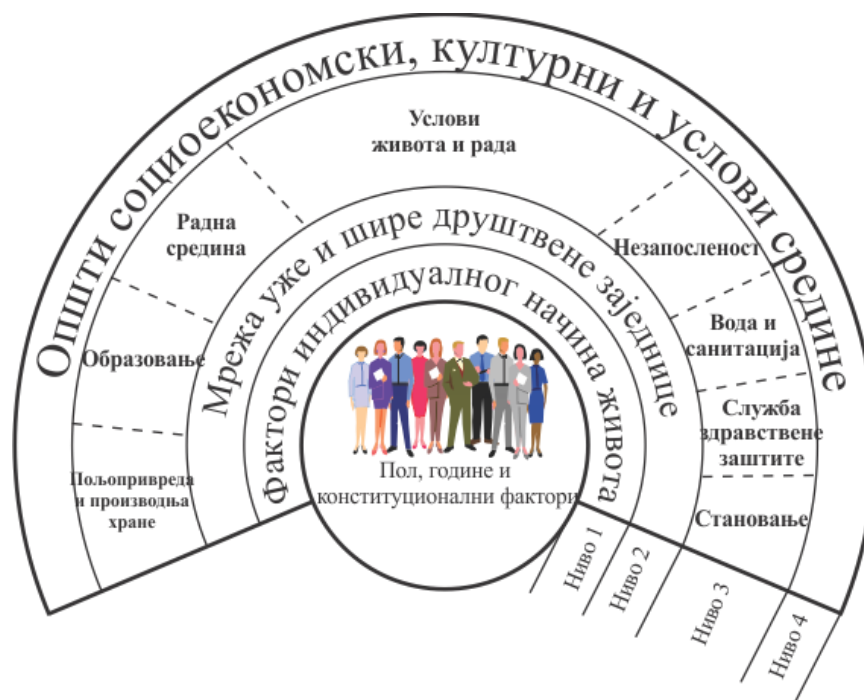 Општи социоекономски, културни и услови средине
Услови
живота и рада
Радна
средина
Незапосленост
Мрежа уже и шире друштвене заједнице
Фактори индивидуалног начина живота
Образовање
Вода и
санитација
Пољопривреда
и производња
хране
Служба
здравствене
заштите
Становање
Пол, године и
конституционални фактори
Ниво 1
Ниво 2
Ниво 3
Ниво 4